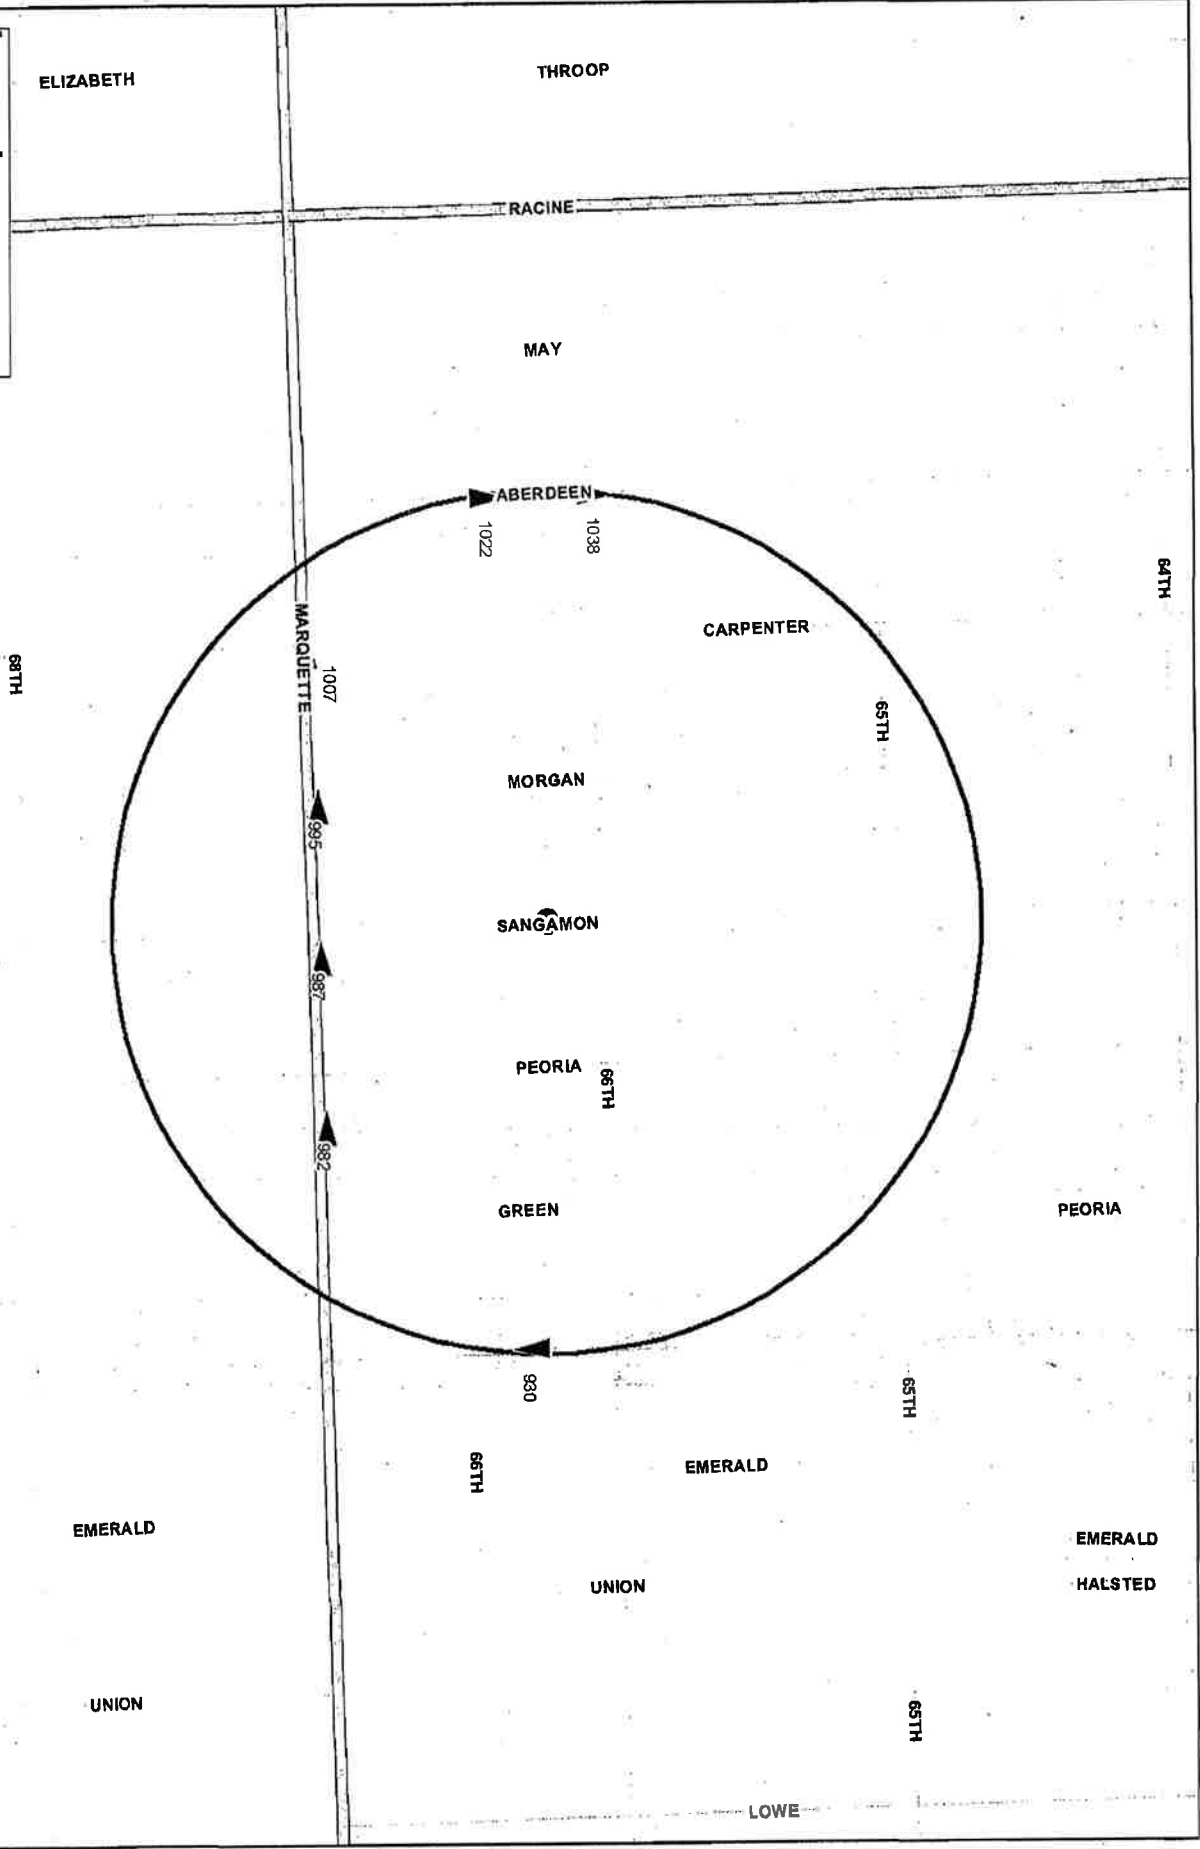 ELIZABETH
THROOP
RACINE
MAY
ABERDEEN
1022
1038
64TH
CARPENTER
MARQUETTE
1007
68TH
65TH
MORGAN
995
SANGAMON
987
PEORIA
66TH
982
GREEN
PEORIA
930
65TH
66TH
EMERALD
EMERALD
EMERALD
UNION
HALSTED
UNION
65TH
LOWE